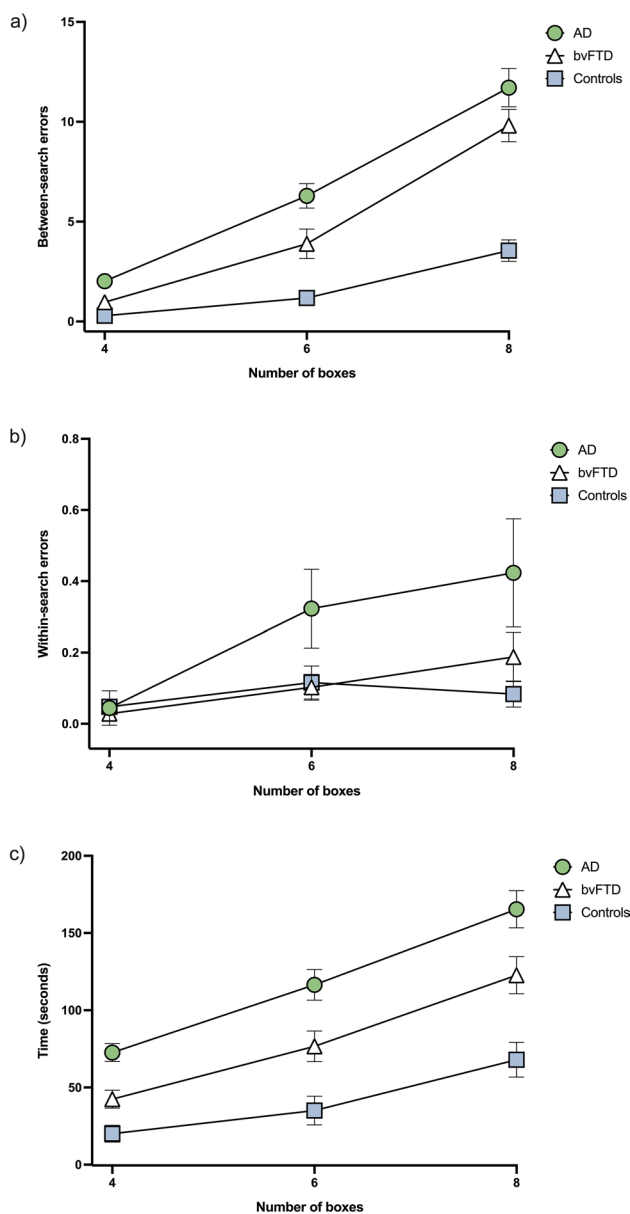 a)
15
10
5
0
Between-search errors
4
6
8
Number of boxes
AD
bvFTD
Controls
b)
0.8
0.6
0.4
0.2
0.0
Within-search errors
4
6
8
Number of boxes
AD
bvFTD
Controls
c)
200
150
100
50
0
Time (seconds)
4
6
8
Number of boxes
AD
bvFTD
Controls